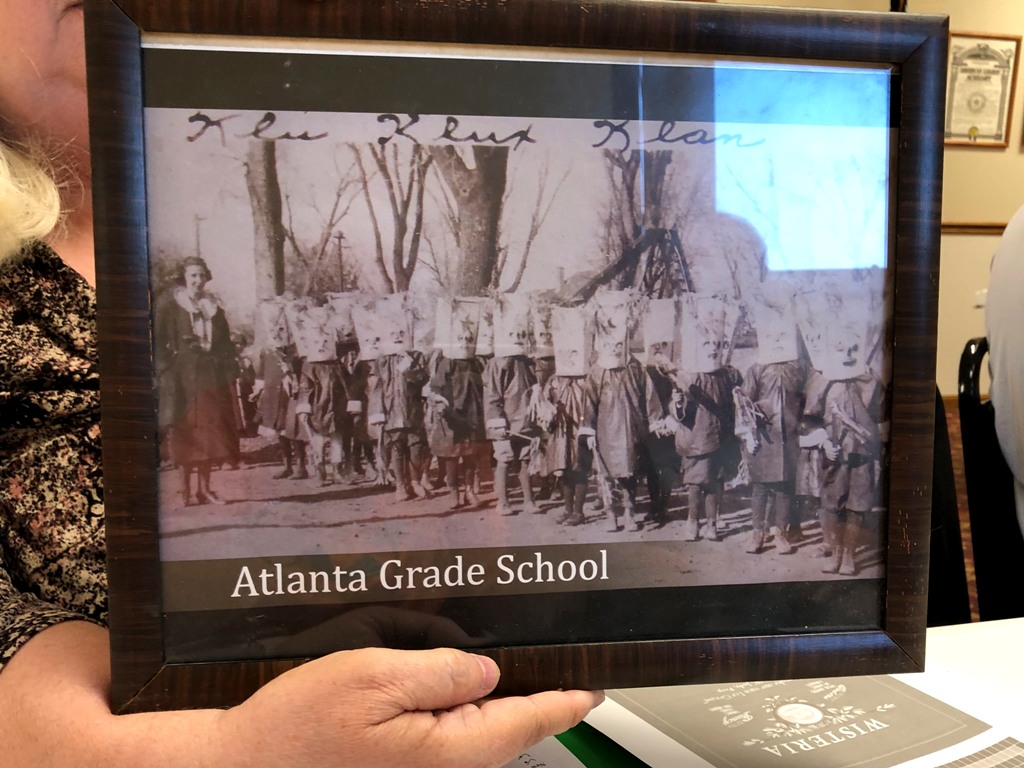 Klu Klux Klan
Atlanta Grade School
WISTERIA